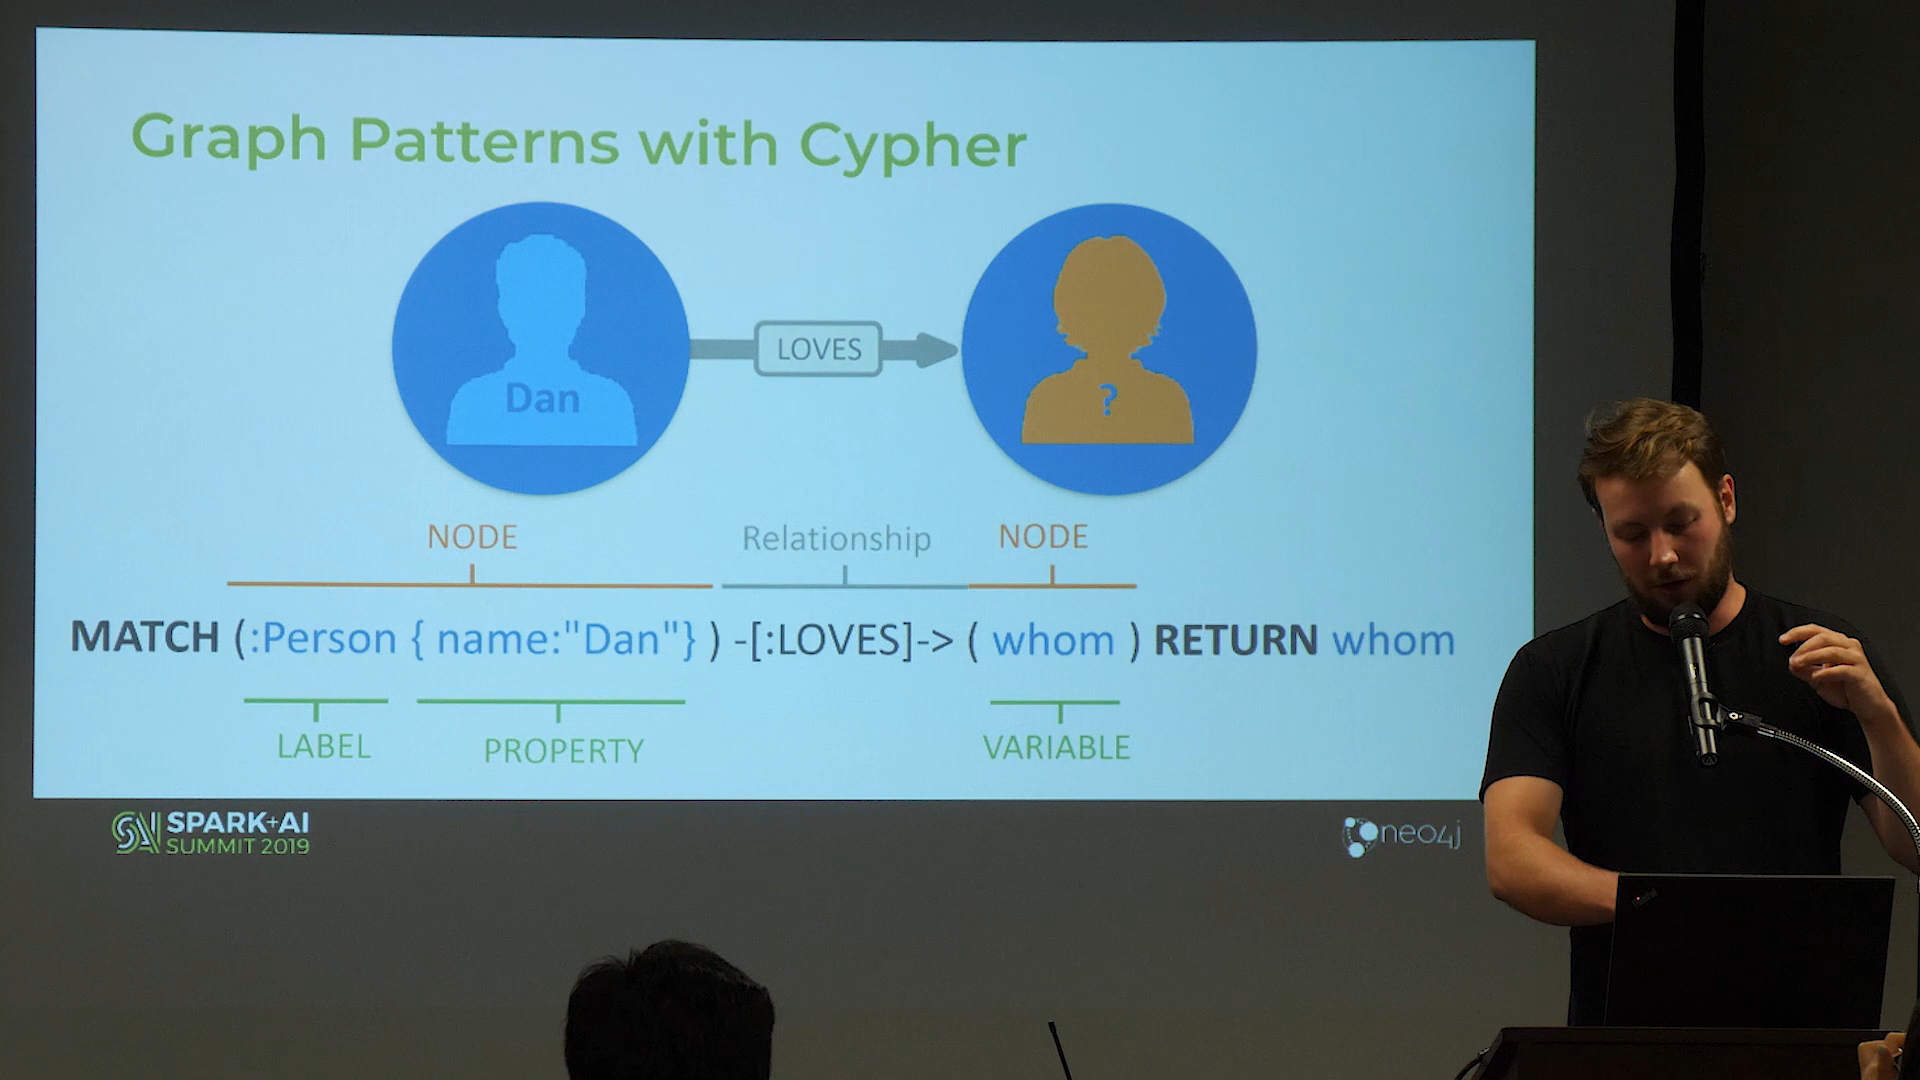 Graph Patterns with Cypher
LOVES
Dan
?
NODE
Relationship
NODE
MATCH (:Person { name:"Dan"} ) -[:LOVES]-> ( whom ) RETURN whom
LABEL
PROPERTY
VARIABLE
SPARK+AI
SUMMIT 2019
neo4j